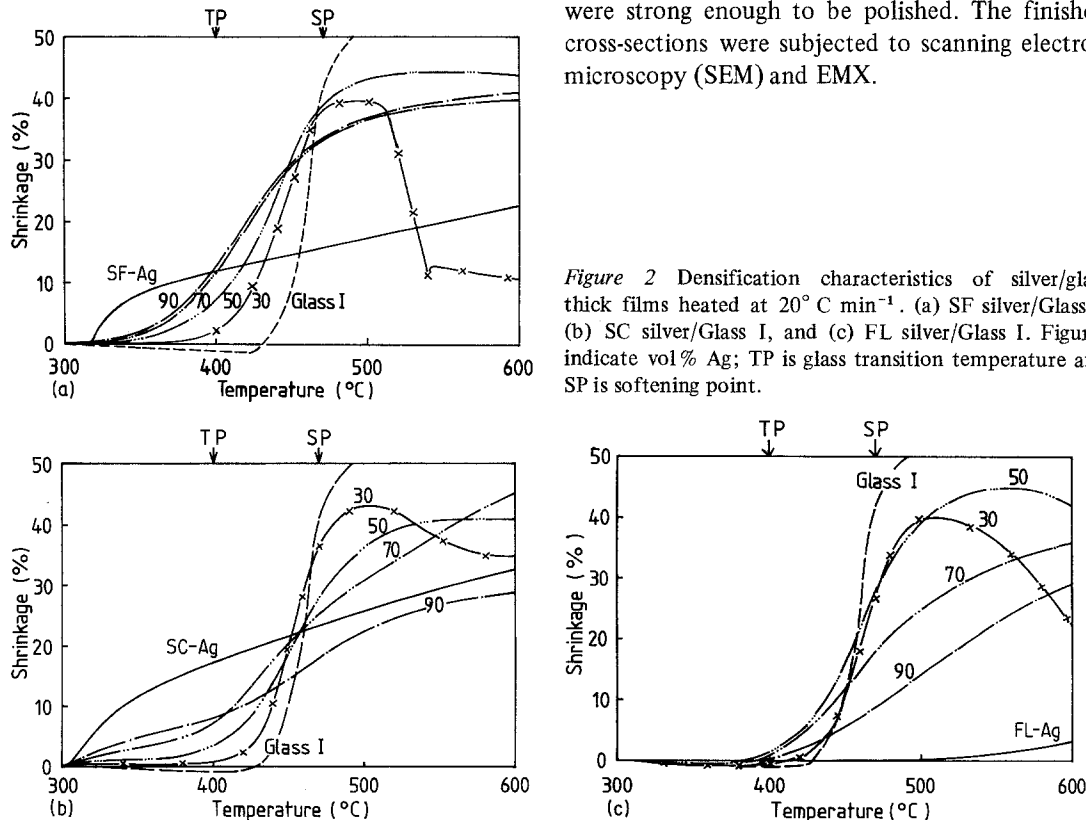 were strong enough to be polished. The finishe
cross-sections were subjected to scanning electro
microscopy (SEM) and EMX.
TP SP
50
40
30
20
10
0
Shrinkage (%)
SF-Ag
90 70 50 30 Glass I
300 400 500 600
(a) Temperature (°C)
Figure 2 Densification characteristics of silver/gla
thick films heated at 20° C min⁻¹. (a) SF silver/Glass
(b) SC silver/Glass I, and (c) FL silver/Glass I. Figur
indicate vol % Ag; TP is glass transition temperature a
SP is softening point.
TP SP
50
40
30
20
10
0
Shrinkage (%)
30
50
70
90
SC-Ag
Glass I
300 400 500 600
(b) Temperature (°C)
TP SP
50
40
30
20
10
0
Shrinkage (%)
Glass I
50
30
70
90
FL-Ag
300 400 500 600
(c) Temperature (°C)